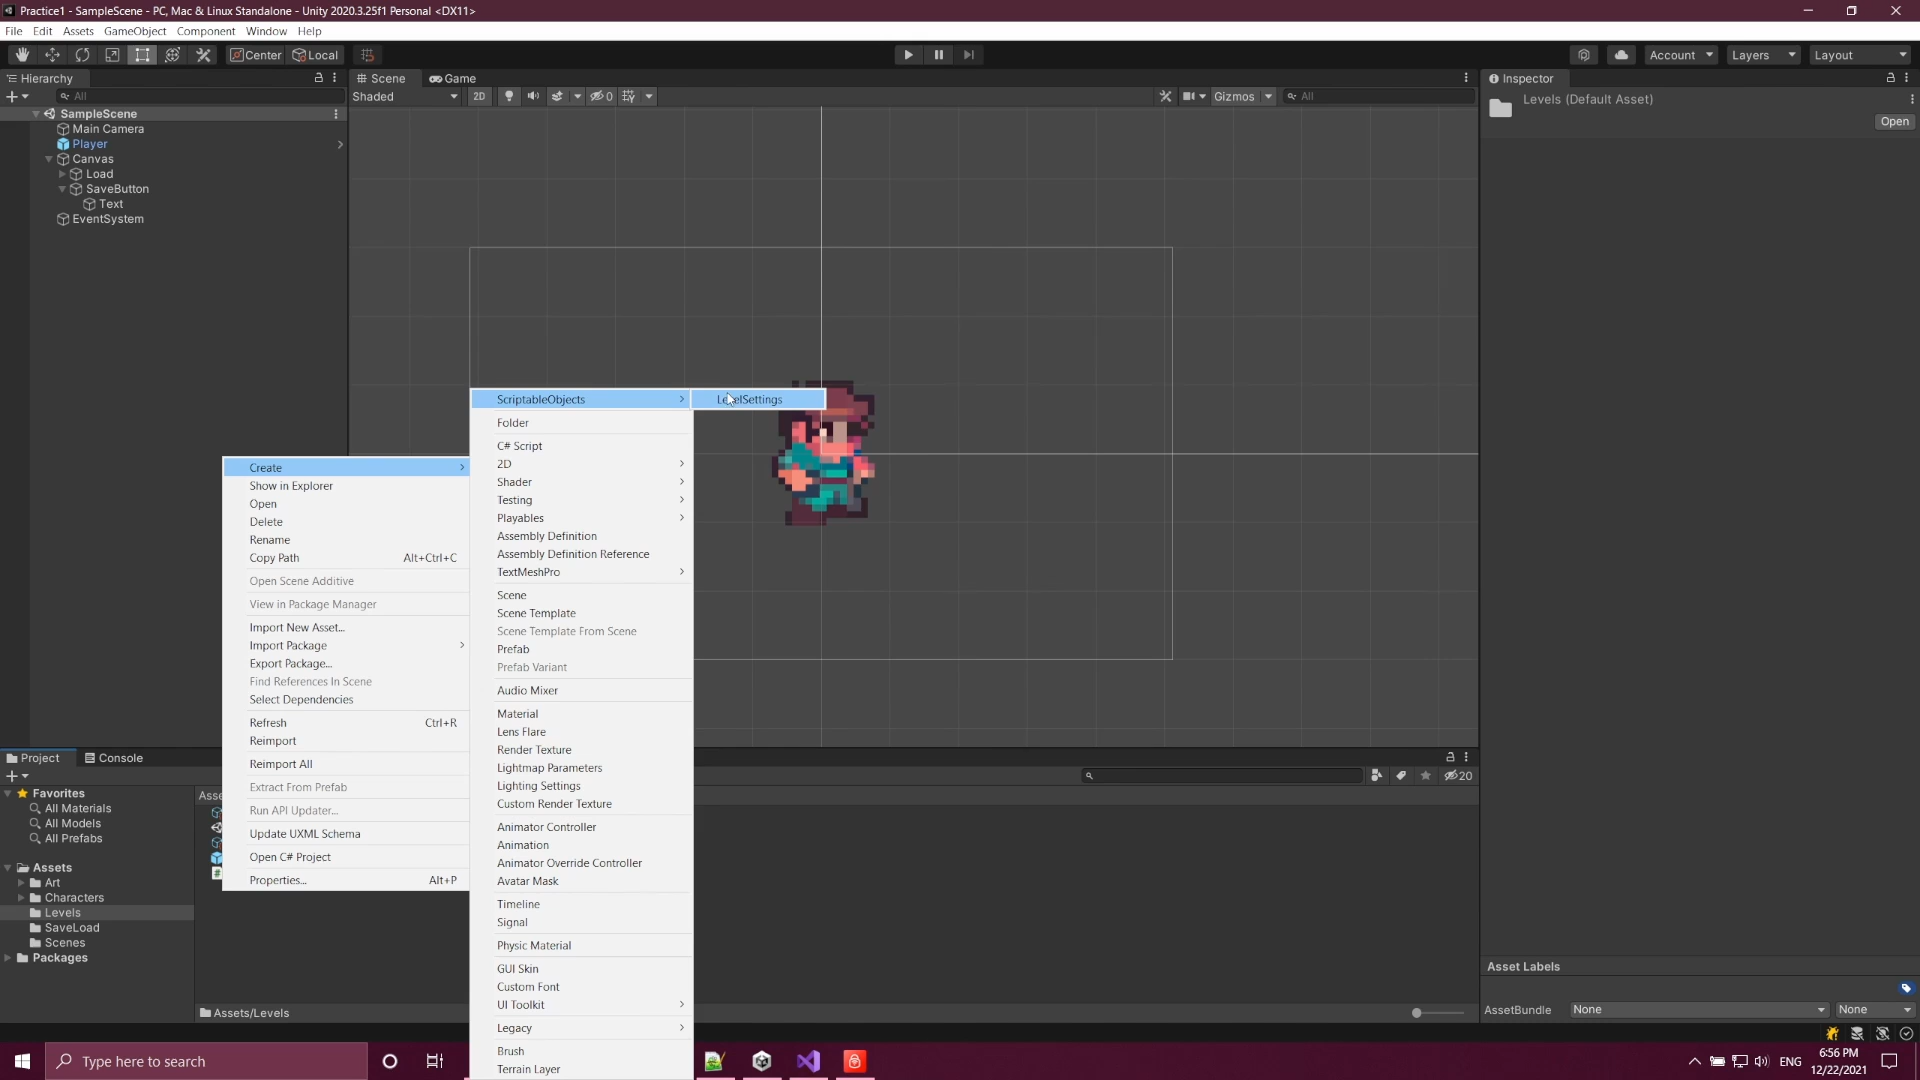 Practice1 - SampleScene - PC, Mac & Linux Standalone - Unity 2020.3.25f1 Personal <DX11>
File Edit Assets GameObject Component Window Help
Center Local
Account Layers Layout
Hierarchy
All
SampleScene
Main Camera
Player
Canvas
Load
SaveButton
Text
EventSystem
Scene Game
Shaded 2D 0 Gizmos All
Inspector
Levels (Default Asset)
Open
ScriptableObjects
LevelSettings
Folder
C# Script
2D
Shader
Testing
Playables
Assembly Definition
Assembly Definition Reference
TextMeshPro
Scene
Scene Template
Scene Template From Scene
Prefab
Prefab Variant
Audio Mixer
Material
Lens Flare
Render Texture
Lightmap Parameters
Lighting Settings
Custom Render Texture
Animator Controller
Animation
Animator Override Controller
Avatar Mask
Timeline
Signal
Physic Material
GUI Skin
Custom Font
UI Toolkit
Legacy
Brush
Terrain Layer
Create
Show in Explorer
Open
Delete
Rename
Copy Path Alt+Ctrl+C
Open Scene Additive
View in Package Manager
Import New Asset...
Import Package
Export Package...
Find References In Scene
Select Dependencies
Refresh Ctrl+R
Reimport
Reimport All
Extract From Prefab
Run API Updater...
Update UXML Schema
Open C# Project
Properties... Alt+P
Project Console
20
Favorites
All Materials
All Models
All Prefabs
Assets
Art
Characters
Levels
SaveLoad
Scenes
Packages
Assets/Levels
Asset Labels
AssetBundle None None
Type here to search
ENG
6:56 PM
12/22/2021